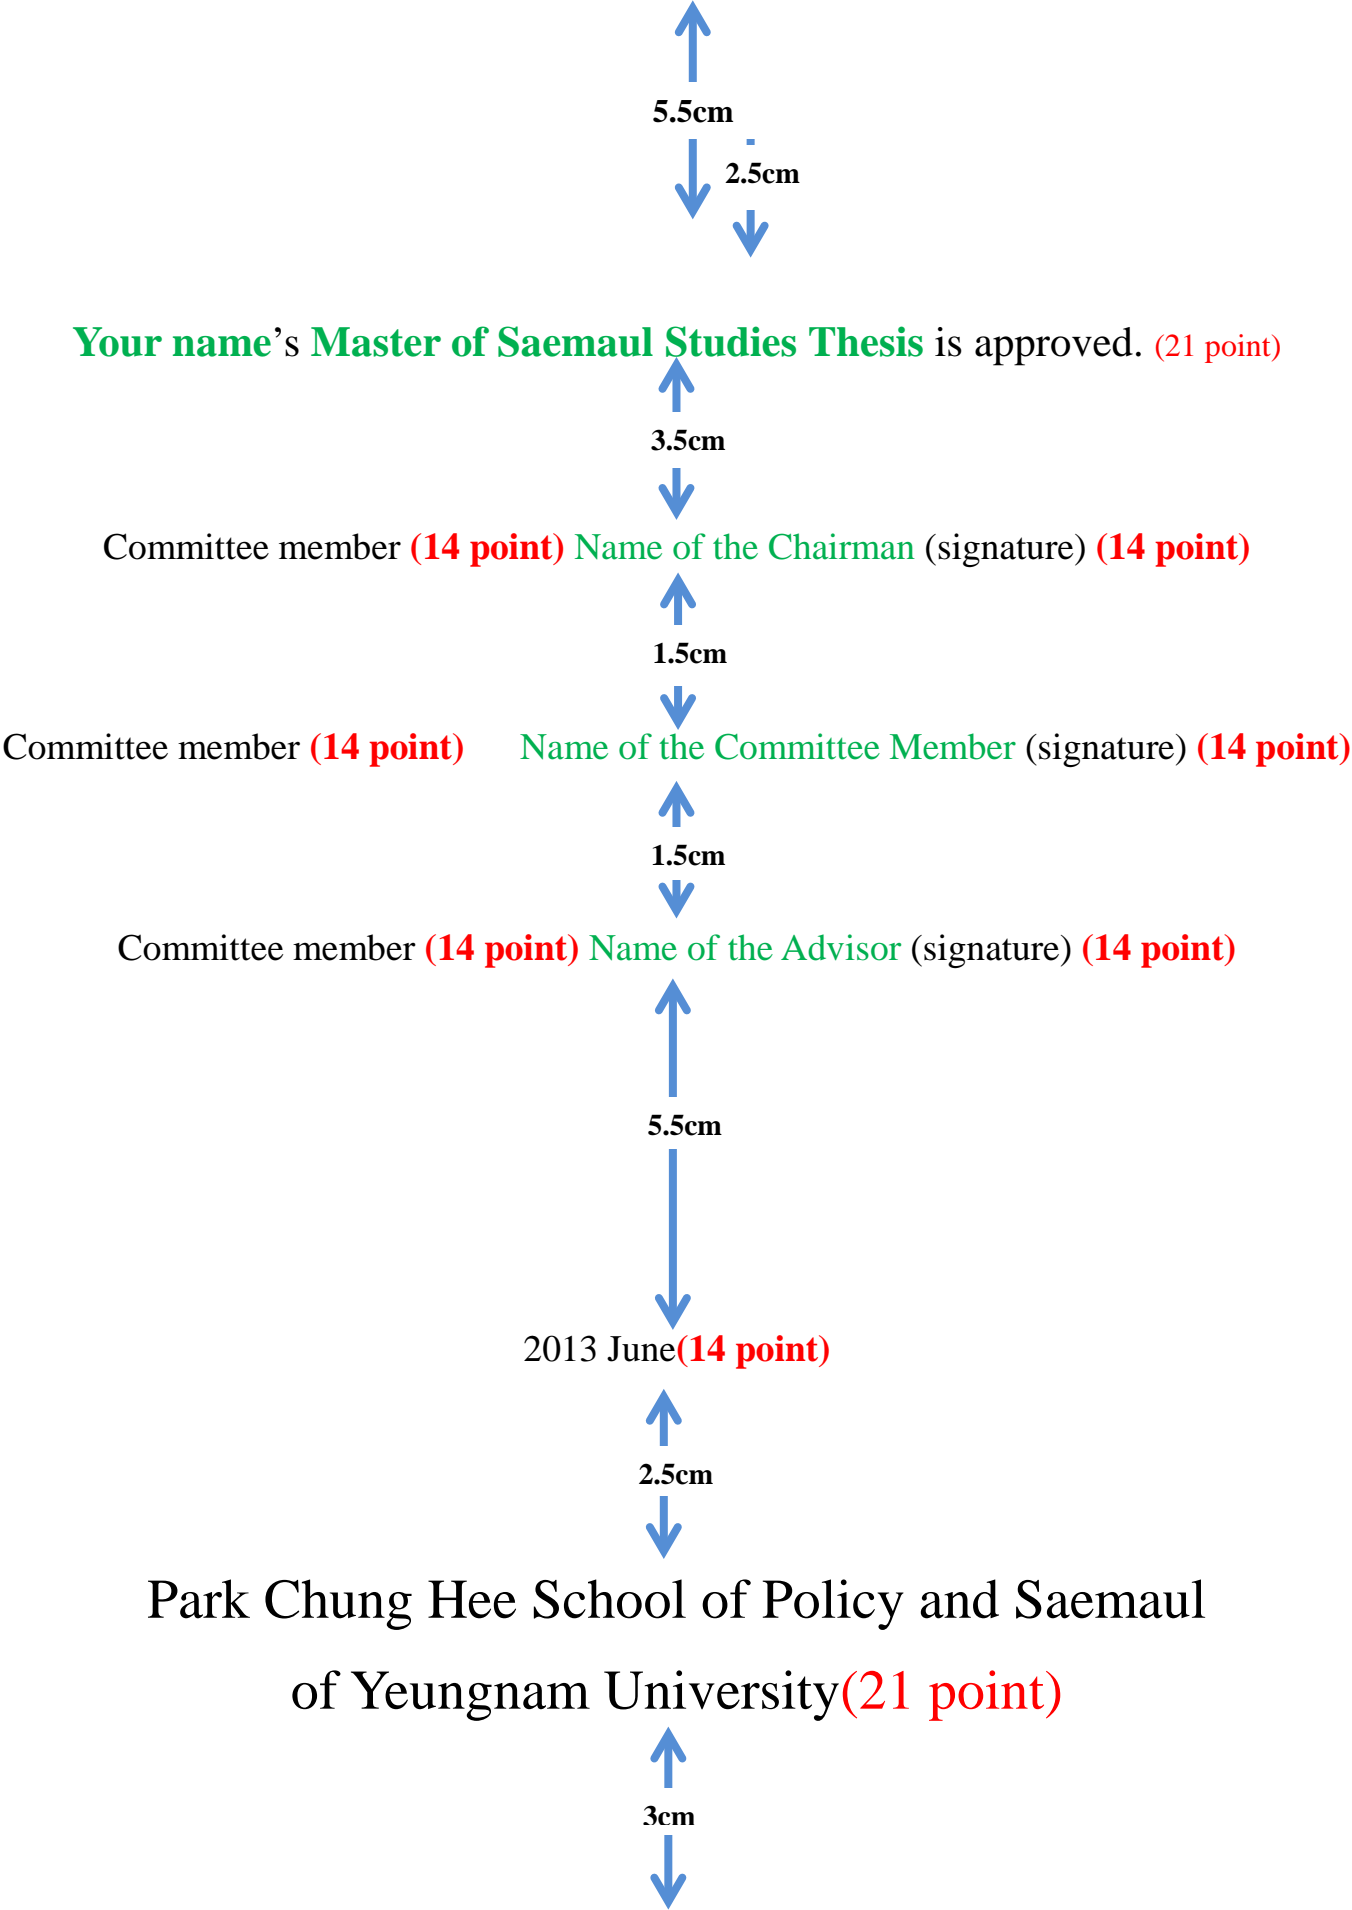 5.5cm
2.5cm
Your name’s Master of Saemaul Studies Thesis is approved. (21 point)
3.5cm
Committee member (14 point) Name of the Chairman (signature) (14 point)
1.5cm
Committee member (14 point) Name of the Committee Member (signature) (14 point)
1.5cm
Committee member (14 point) Name of the Advisor (signature) (14 point)
5.5cm
2013 June(14 point)
2.5cm
Park Chung Hee School of Policy and Saemaul
of Yeungnam University(21 point)
3cm